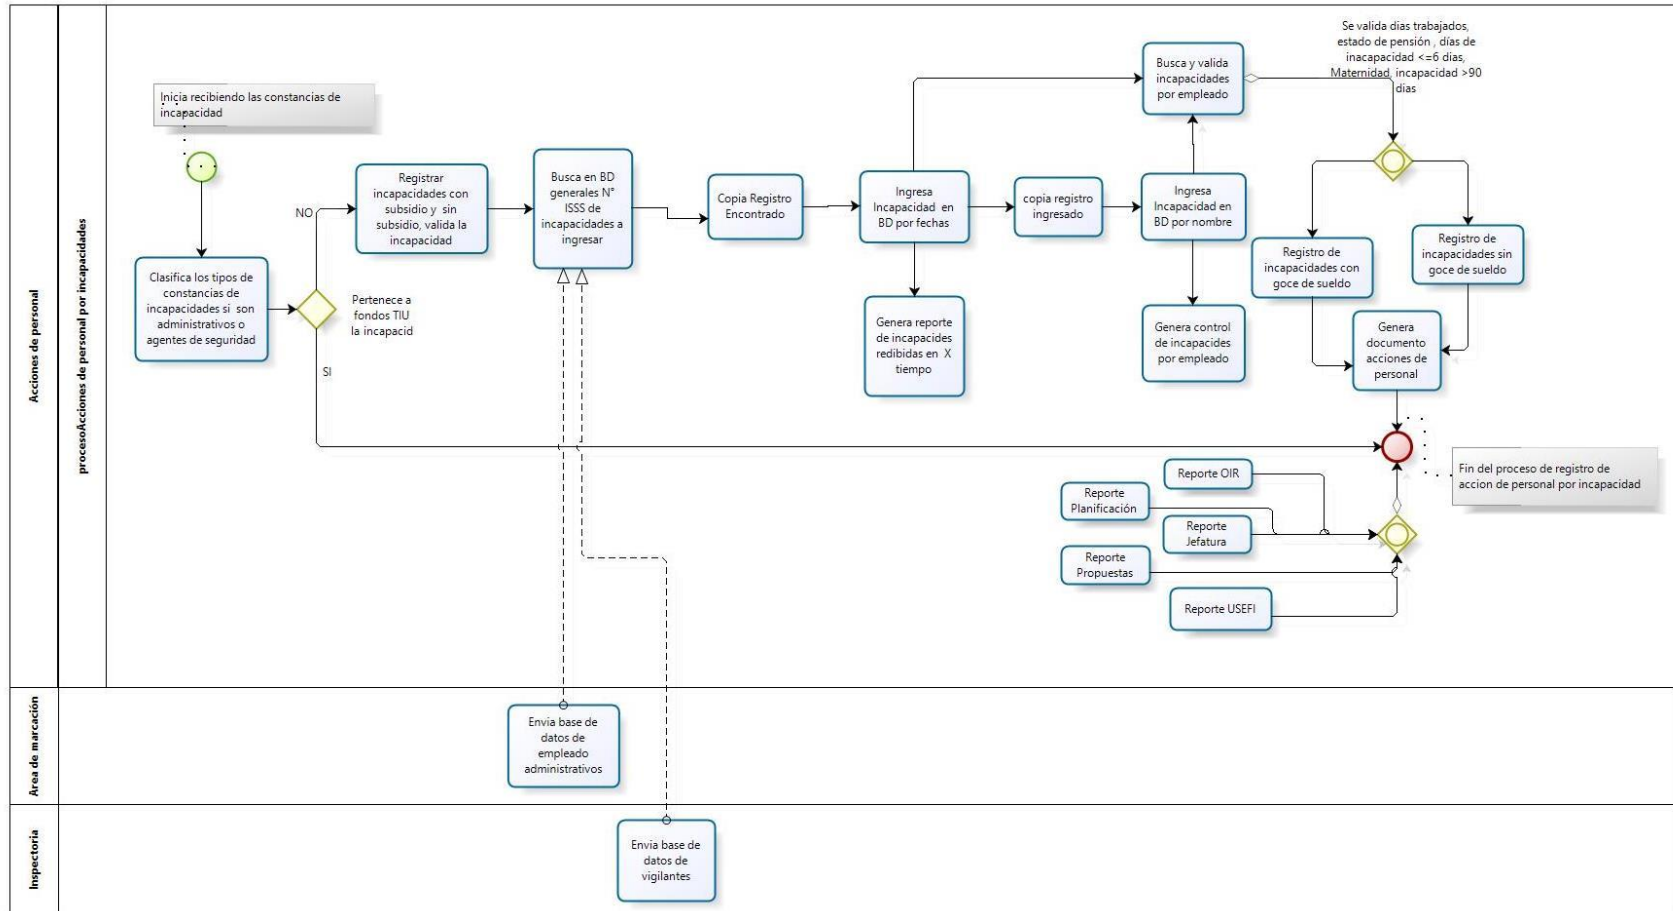 Acciones de personal
procesoAcciones de personal por incapacidades
Inicia recibiendo las constancias de
incapacidad
Clasifica los tipos de
constancias de
incapacidades si son
administrativos o
agentes de seguridad
NO
SI
Pertenece a
fondos TIU
la incapacid
Registrar
incapacidades con
subsidio y sin
subsidio, valida la
incapacidad
Busca en BD
generales N°
ISSS de
incapacidades a
ingresar
Copia Registro
Encontrado
Ingresa
Incapacidad en
BD por fechas
Genera reporte
de incapacides
redibidas en X
tiempo
copia registro
ingresado
Ingresa
Incapacidad en
BD por nombre
Genera control
de incapacides
por empleado
Busca y valida
incapacidades
por empleado
Se valida dias trabajados,
estado de pensión , días de
inacapacidad <=6 dias,
Maternidad, incapacidad >90
dias
Registro de
incapacidades con
goce de sueldo
Registro de
incapacidades sin
goce de sueldo
Genera
documento
acciones de
personal
Fin del proceso de registro de
accion de personal por incapacidad
Reporte OIR
Reporte
Planificación
Reporte
Jefatura
Reporte
Propuestas
Reporte USEFI
Area de marcación
Envia base de
datos de
empleado
administrativos
Inspectoria
Envia base de
datos de
vigilantes